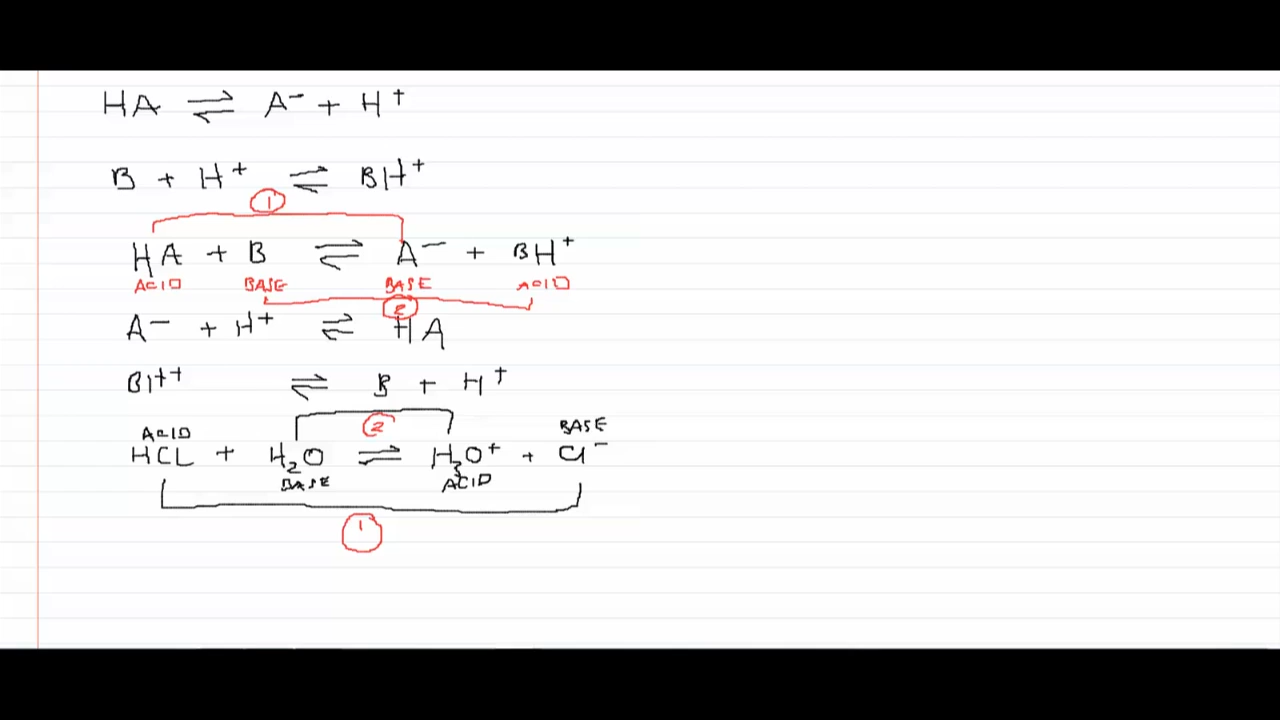 HA ⇌ A⁻ + H⁺
B + H⁺ ⇌ BH⁺
①
HA + B ⇌ A⁻ + BH⁺
ACID BASE BASE ACID
②
A⁻ + H⁺ ⇌ HA
BH⁺ ⇌ B + H⁺
ACID ② BASE
HCL + H₂O ⇌ H₃O⁺ + Cl⁻
BASE ACID
①